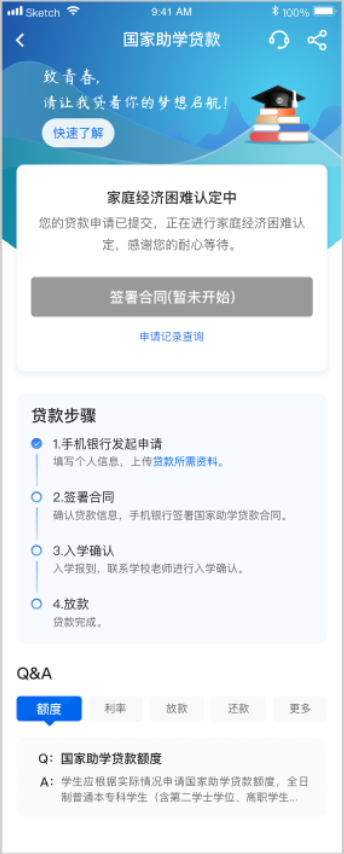 Sketch
9:41 AM
100%
国家助学贷款
致青春，
请让我贷着你的梦想启航！
快速了解
家庭经济困难认定中
您的贷款申请已提交，正在进行家庭经济困难认
定，感谢您的耐心等待。
签署合同(暂未开始)
申请记录查询
贷款步骤
1.手机银行发起申请
填写个人信息，上传贷款所需资料。
2.签署合同
确认贷款信息，手机银行签署国家助学贷款合同。
3.入学确认
入学报到，联系学校老师进行入学确认。
4.放款
贷款完成。
Q&A
额度 利率 放款 还款 更多
Q：国家助学贷款额度
A：学生应根据实际情况申请国家助学贷款额度，全日
制普通本专科学生（含第二学士学位、高职学生...